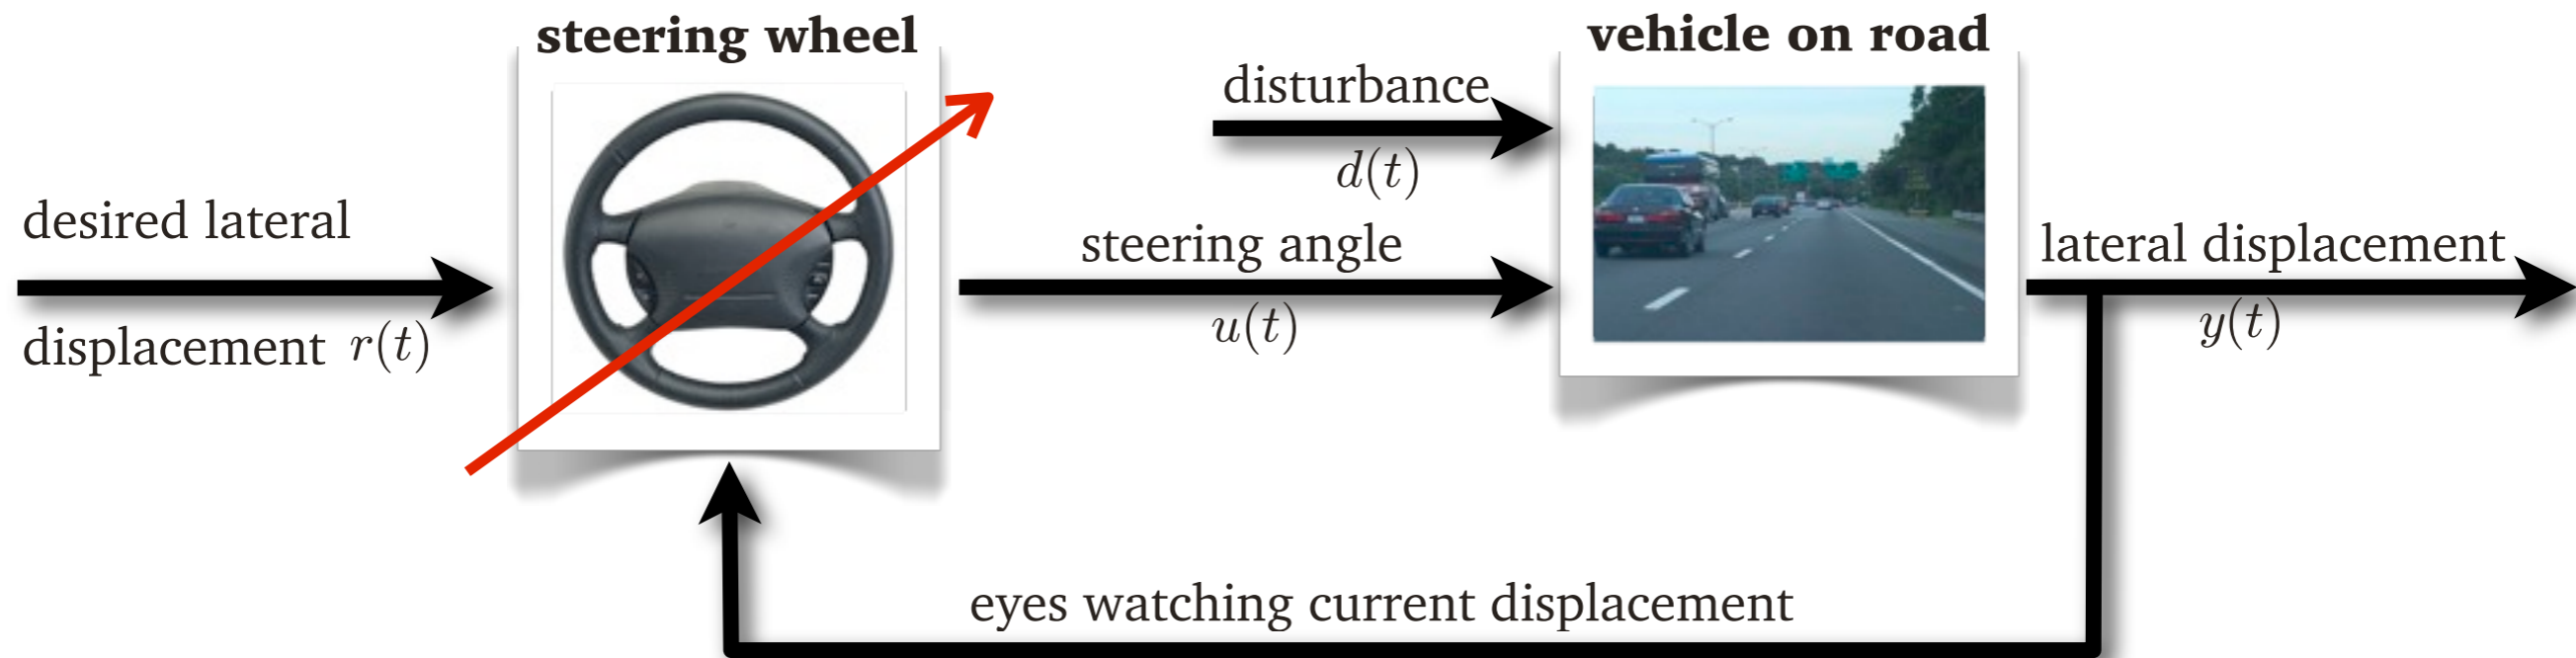 steering wheel
vehicle on road
disturbance
d(t)
desired lateral
displacement r(t)
steering angle
u(t)
lateral displacement
y(t)
eyes watching current displacement